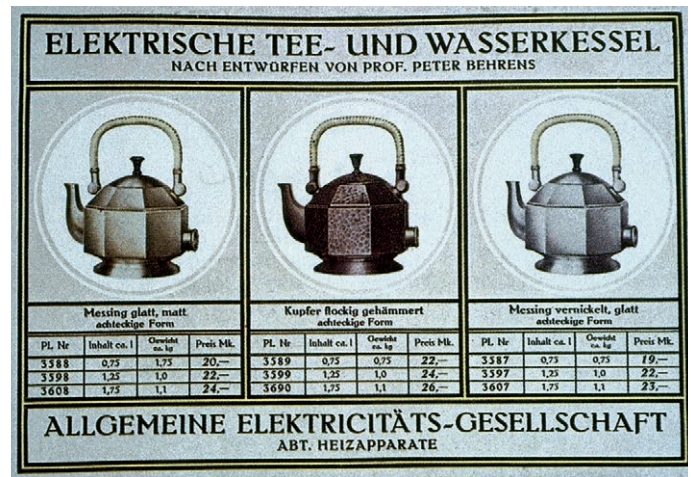 ELEKTRISCHE TEE- UND WASSERKESSEL
NACH ENTWÜRFEN VON PROF. PETER BEHRENS
Messing glatt, matt
achteckige Form
PL Nr Inhalt ca. l Gewicht ca. kg Preis Mk.
3588 0,75 1,75 20,—
3598 1,25 1,0 22,—
3608 1,75 1,1 24,—
Kupfer flockig gehämmert
achteckige Form
PL Nr Inhalt ca. l Gewicht ca. kg Preis Mk.
3589 0,75 0,75 22,—
3599 1,25 1,0 24,—
3690 1,75 1,1 26,—
Messing vernickelt, glatt
achteckige Form
PL Nr Inhalt ca. l Gewicht ca. kg Preis Mk.
3587 0,75 0,75 19,—
3597 1,25 1,0 22,—
3607 1,75 1,1 23,—
ALLGEMEINE ELEKTRICITÄTS-GESELLSCHAFT
ABT. HEIZAPPARATE